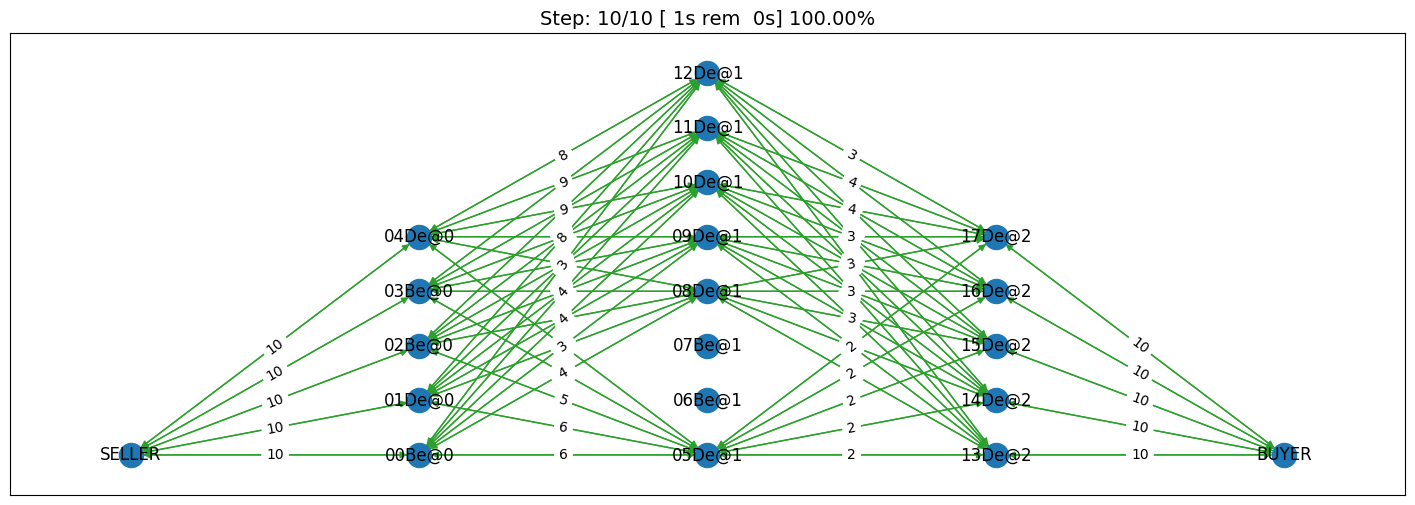 Step: 10/10 [ 1s rem  0s] 100.00%
12De@1
11De@1
8
3
10De@1
9
4
9
4
04De@0
8
09De@1
3
17De@2
3
3
03Be@0
4
08De@1
3
16De@2
4
3
10
02Be@0
3
07Be@1
2
15De@2
10
10
4
2
10
10
01De@0
5
06Be@1
2
14De@2
10
10
6
2
10
SELLER
10
00Be@0
6
05De@1
2
13De@2
10
BUYER